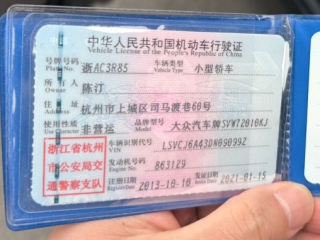 中华人民共和国机动车行驶证
Vehicle License of the People's Republic of China
号牌号码 浙AC3R85 车辆类型 小型轿车
Plate No. Vehicle Type
所有人 陈汀
Owner
住址 杭州市上城区司马渡巷60号
Address
使用性质 非营运 品牌型号 大众汽车牌SVW72010KJ
Use Character Model
浙江省杭州 车辆识别代号 LSVCJ6A43DN09099Z
VIN
市公安局交 发动机号码 863129
Engine No.
通警察支队 注册日期 2013-10-10 发证日期 2021-01-15
Register Date Issue Date